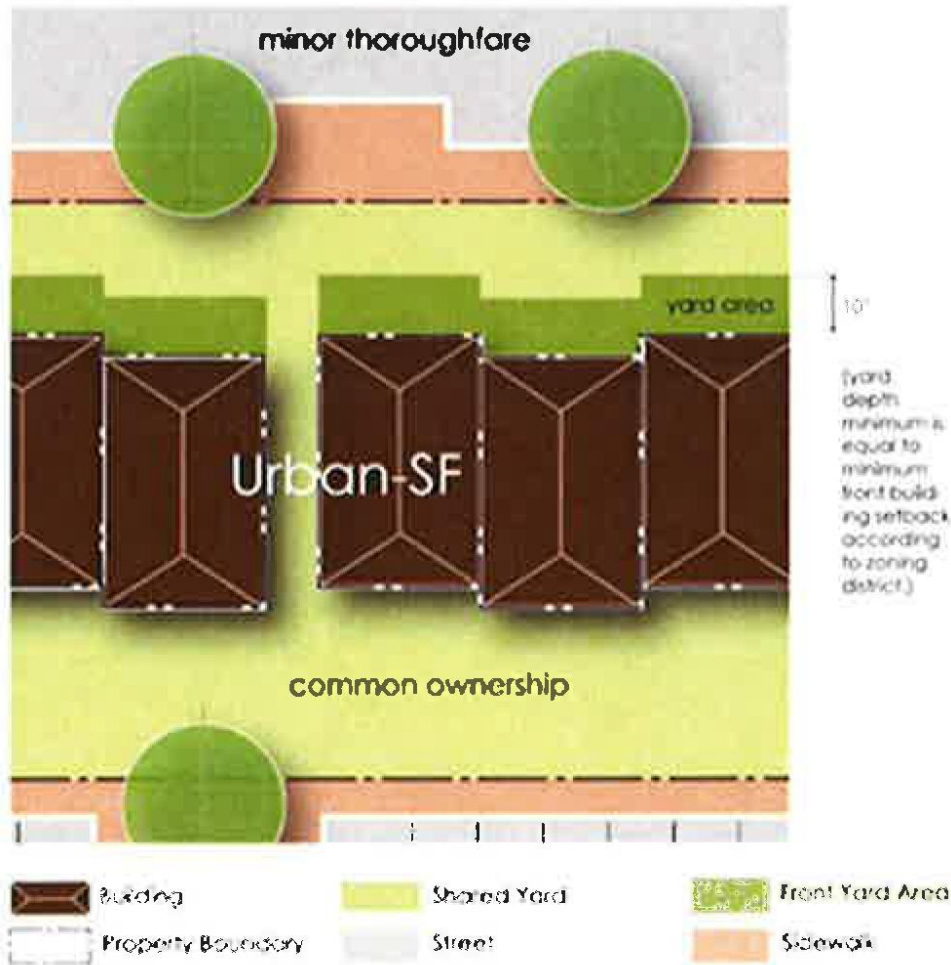 minor thoroughfare
yard area
10'
(yard
depth
minimum is
equal to
minimum
front build-
ing setback
according
to zoning
district.)
Urban-SF
common ownership
Building
Shared Yard
Front Yard Area
Property Boundary
Street
Sidewalk